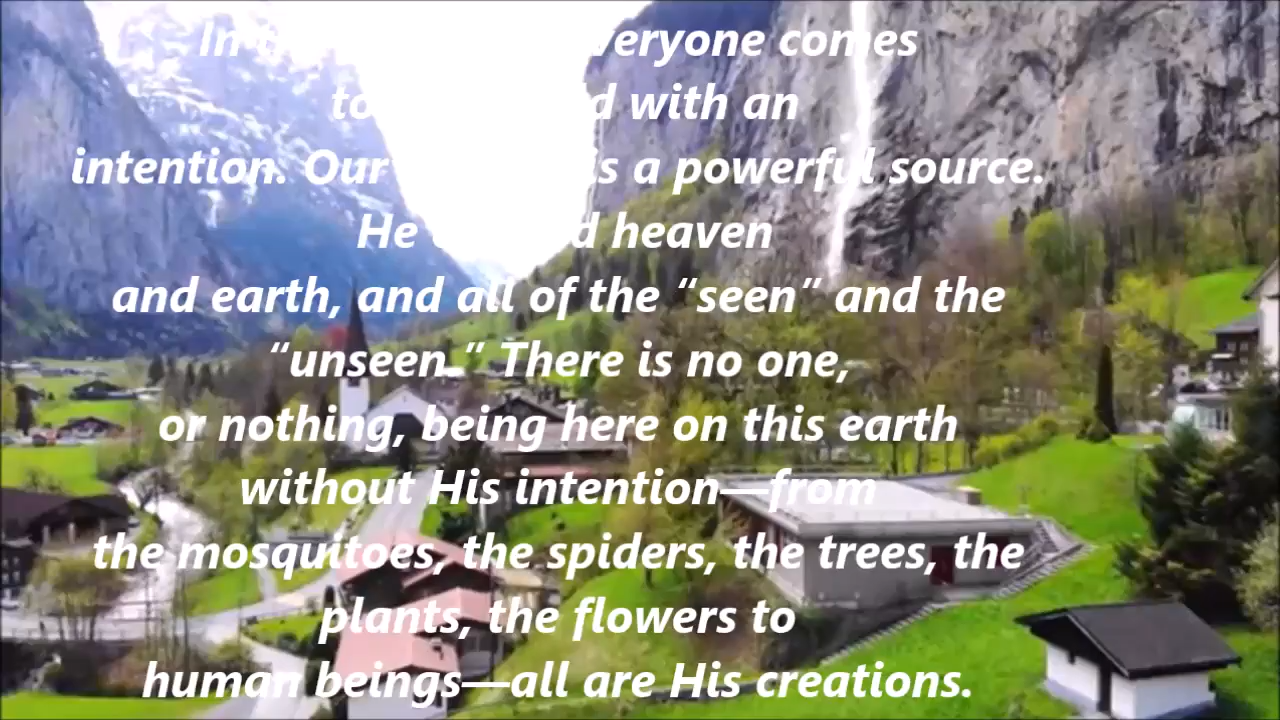 In everyone comes
to with an
intention. Our is a powerful source.
He heaven
and earth, and all of the “seen” and the
“unseen.” There is no one,
or nothing, being here on this earth
without His intention—from
the mosquitoes, the spiders, the trees, the
plants, the flowers to
human beings—all are His creations.